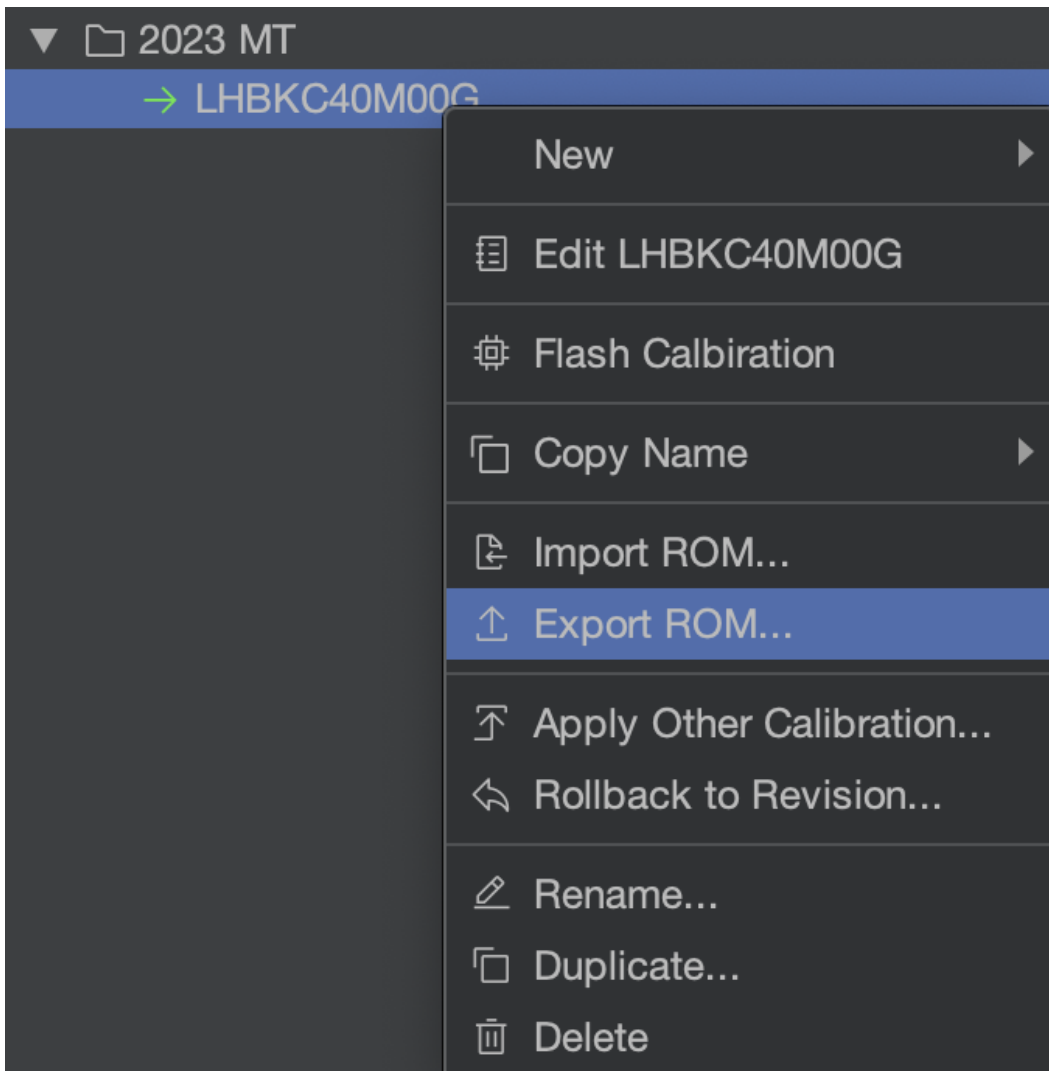 2023 MT
LHBKC40M00G
New
Edit LHBKC40M00G
Flash Calbiration
Copy Name
Import ROM...
Export ROM...
Apply Other Calibration...
Rollback to Revision...
Rename...
Duplicate...
Delete